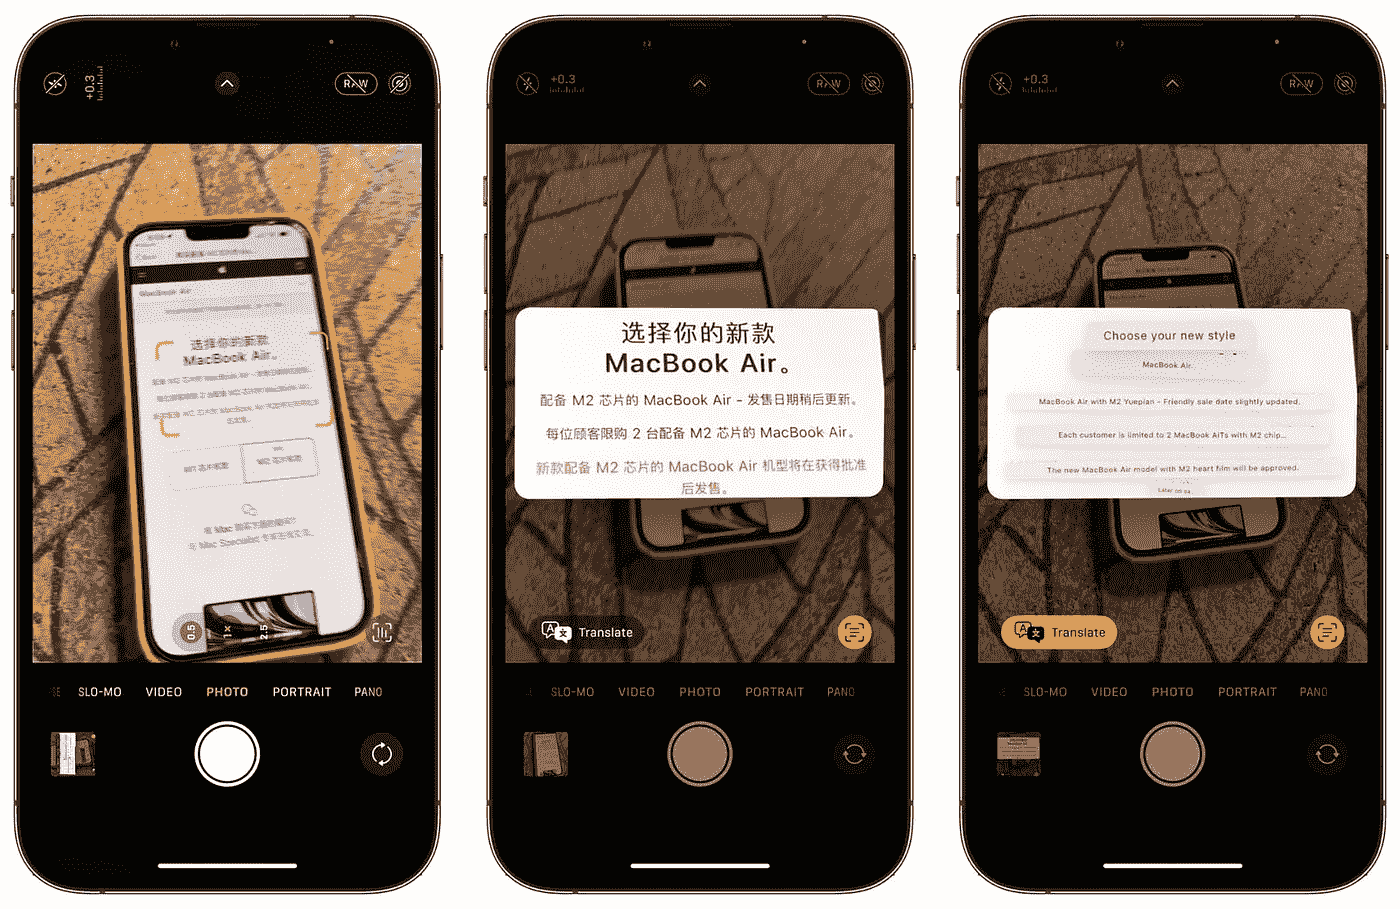 +0.3
RAW
MacBook Air
选择你的新款
MacBook Air。
0.5
1×
2.5
SLO-MO
VIDEO
PHOTO
PORTRAIT
PANO
+0.3
RAW
选择你的新款
MacBook Air。
配备 M2 芯片的 MacBook Air – 发售日期稍后更新。
每位顾客限购 2 台配备 M2 芯片的 MacBook Air。
新款配备 M2 芯片的 MacBook Air 机型将在获得批准
后发售。
Translate
SLO-MO
VIDEO
PHOTO
PORTRAIT
PANO
+0.3
RAW
Choose your new style
MacBook Air.
MacBook Air with M2 Yuepian – Friendly sale date slightly updated.
Each customer is limited to 2 MacBook AiTs with M2 chip...
The new MacBook Air model with M2 heart film will be approved.
Later on sa
Translate
SLO-MO
VIDEO
PHOTO
PORTRAIT
PANO